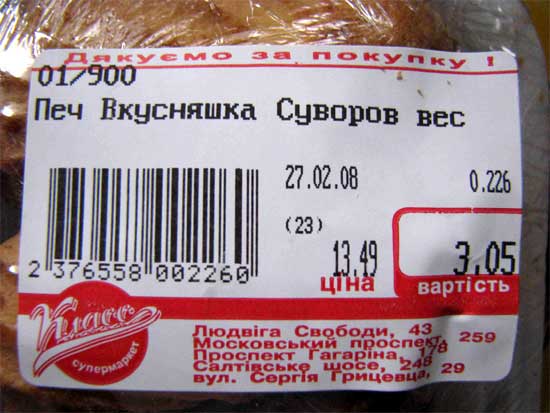 Дякуємо за покупку !
01/900
Печ Вкусняшка Суворов вес
27.02.08 0.226
(23)
13.49 3.05
ціна вартість
2 376558 002260
Класс
супермаркет
Людвіга Свободи, 43
Московський проспект, 259
Проспект Гагаріна, 178
Салтівське шосе, 248
вул. Сергія Грицевца, 29